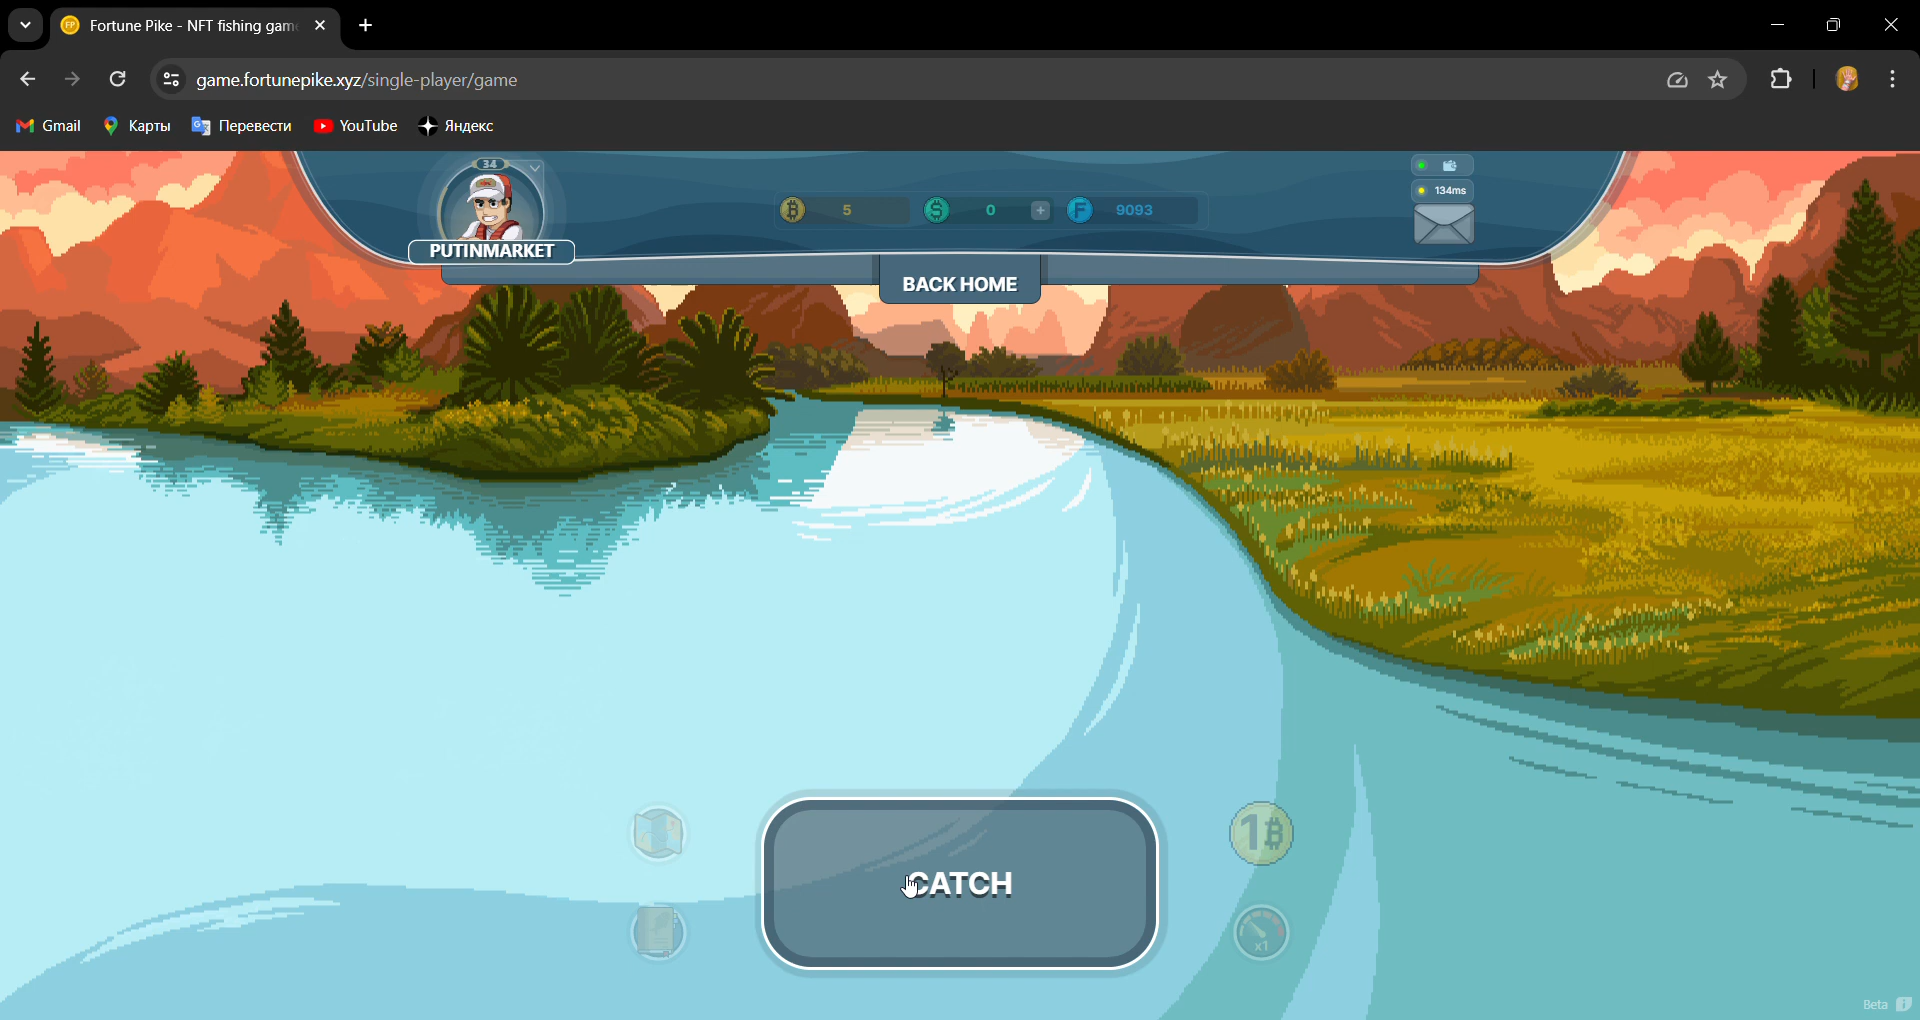 Fortune Pike - NFT fishing gam
game.fortunepike.xyz/single-player/game
Gmail
Карты
Перевести
YouTube
Яндекс
34
PUTINMARKET
5
0
9093
134ms
BACK HOME
1
CATCH
x1
Beta